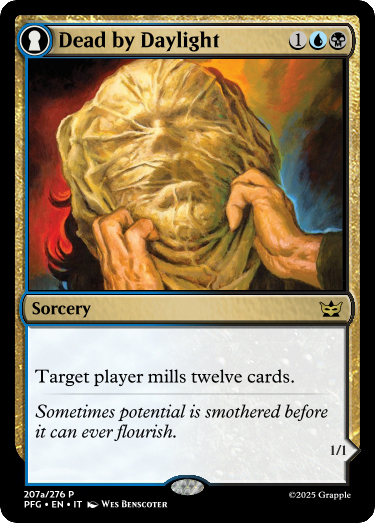 Dead by Daylight 1
Sorcery
Target player mills twelve cards.
Sometimes potential is smothered before
it can ever flourish.
1/1
207a/276 P
PFG • EN • IT WES BENSCOTER
©2025 Grapple